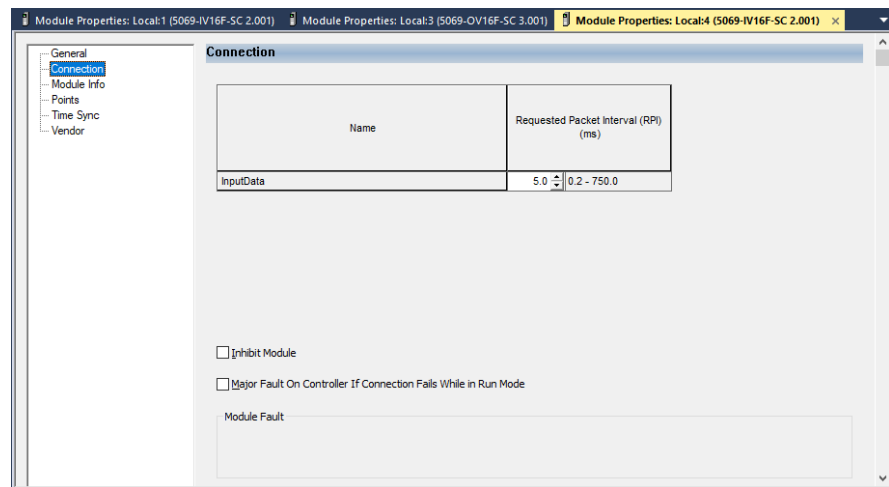 Module Properties: Local:1 (5069-IV16F-SC 2.001) Module Properties: Local:3 (5069-OV16F-SC 3.001) Module Properties: Local:4 (5069-IV16F-SC 2.001) ×
General
Connection
Module Info
Points
Time Sync
Vendor
Connection
Name
Requested Packet Interval (RPI)
(ms)
InputData 5.0 0.2 - 750.0
Inhibit Module
Major Fault On Controller If Connection Fails While in Run Mode
Module Fault